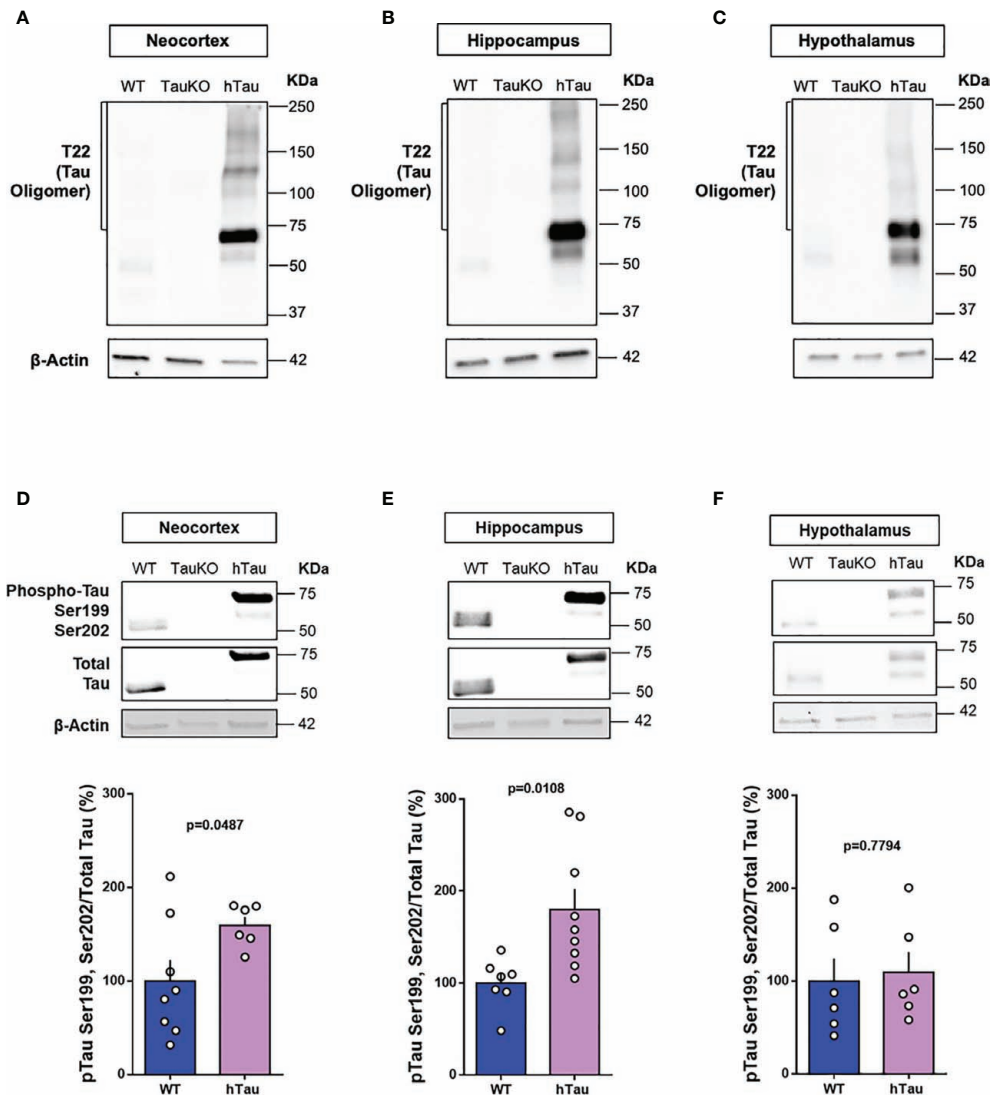 A
Neocortex
WT TauKO hTau KDa
T22
(Tau
Oligomer)
250
150
100
75
50
37
β-Actin
42
B
Hippocampus
WT TauKO hTau KDa
T22
(Tau
Oligomer)
250
150
100
75
50
37
42
C
Hypothalamus
WT TauKO hTau KDa
T22
(Tau
Oligomer)
250
150
100
75
50
37
42
D
Neocortex
WT TauKO hTau KDa
Phospho-Tau
Ser199
Ser202
75
50
Total
Tau
75
50
β-Actin
42
E
Hippocampus
WT TauKO hTau KDa
75
50
75
50
42
F
Hypothalamus
WT TauKO hTau KDa
75
50
75
50
42
pTau Ser199, Ser202/Total Tau (%)
300
200
100
0
p=0.0487
WT hTau
pTau Ser199, Ser202/Total Tau (%)
300
200
100
0
p=0.0108
WT hTau
pTau Ser199, Ser202/Total Tau (%)
300
200
100
0
p=0.7794
WT hTau